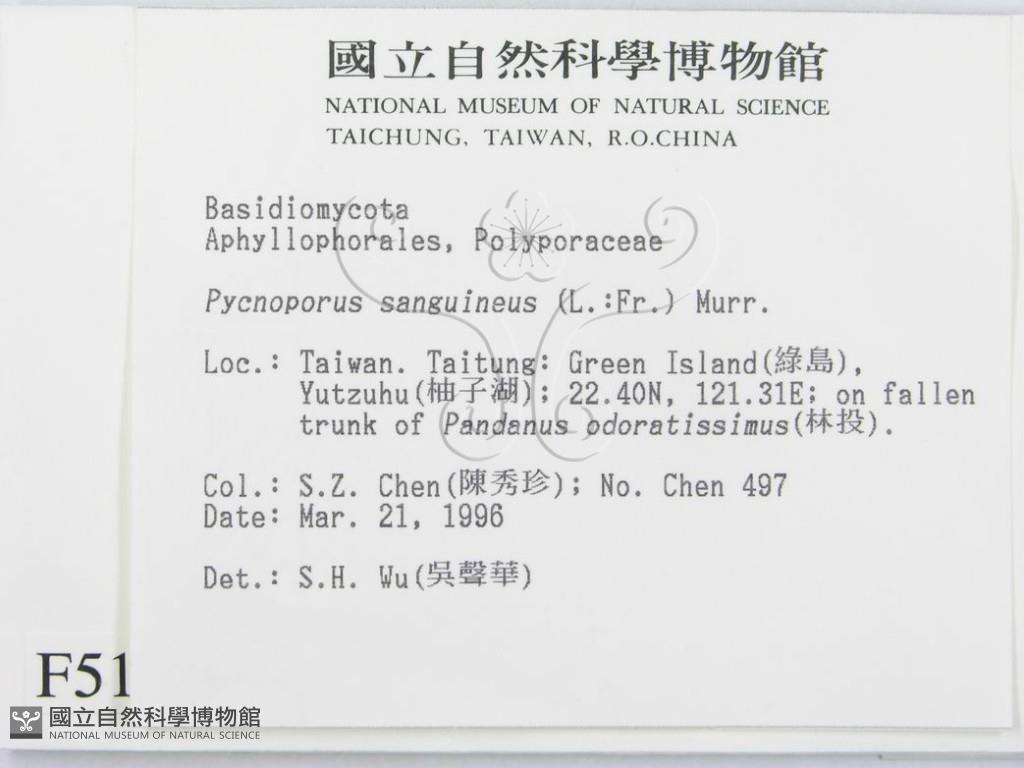 國立自然科學博物館
NATIONAL MUSEUM OF NATURAL SCIENCE
TAICHUNG, TAIWAN, R.O.CHINA
Basidiomycota
Aphyllophorales, Polyporaceae
Pycnoporus sanguineus (L.:Fr.) Murr.
Loc.: Taiwan. Taitung: Green Island(綠島),
Yutzuhu(柚子湖); 22.40N, 121.31E; on fallen
trunk of Pandanus odoratissimus(林投).
Col.: S.Z. Chen(陳秀珍); No. Chen 497
Date: Mar. 21, 1996
Det.: S.H. Wu(吳聲華)
F51
國立自然科學博物館
NATIONAL MUSEUM OF NATURAL SCIENCE